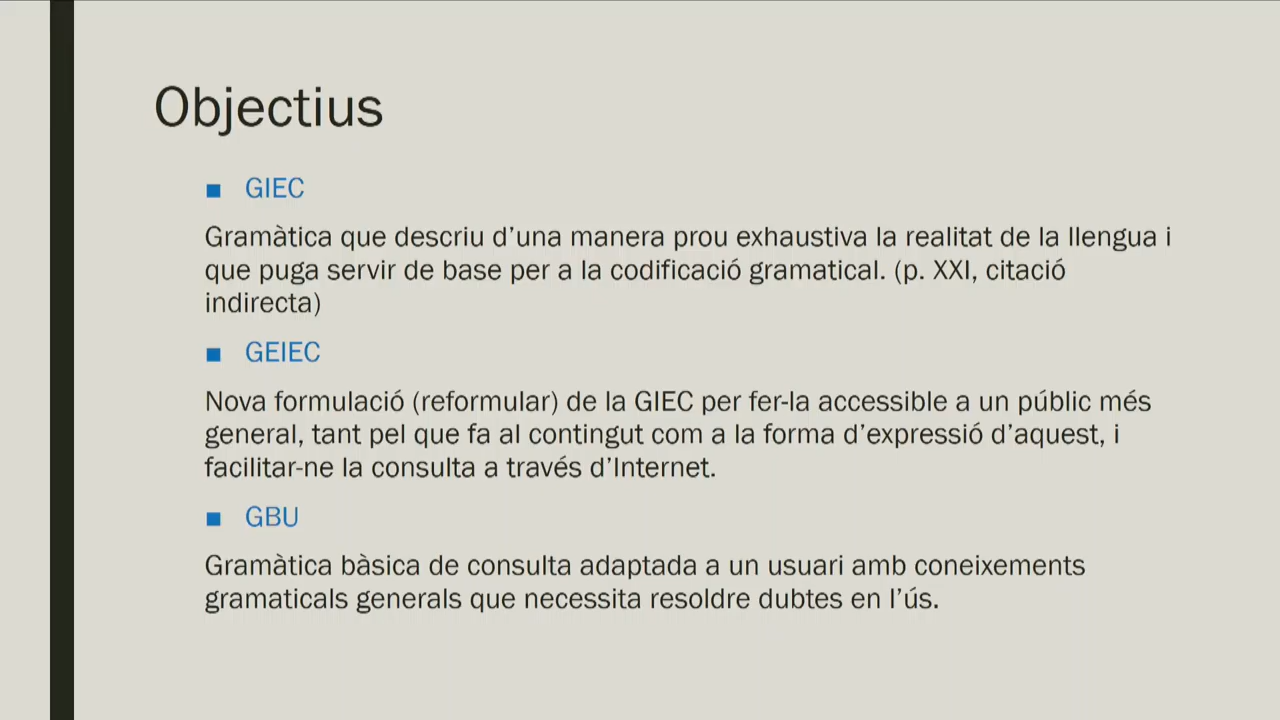 Objectius
■ GIEC
Gramàtica que descriu d’una manera prou exhaustiva la realitat de la llengua i
que puga servir de base per a la codificació gramatical. (p. XXI, citació
indirecta)
■ GEIEC
Nova formulació (reformular) de la GIEC per fer-la accessible a un públic més
general, tant pel que fa al contingut com a la forma d’expressió d’aquest, i
facilitar-ne la consulta a través d’Internet.
■ GBU
Gramàtica bàsica de consulta adaptada a un usuari amb coneixements
gramaticals generals que necessita resoldre dubtes en l’ús.